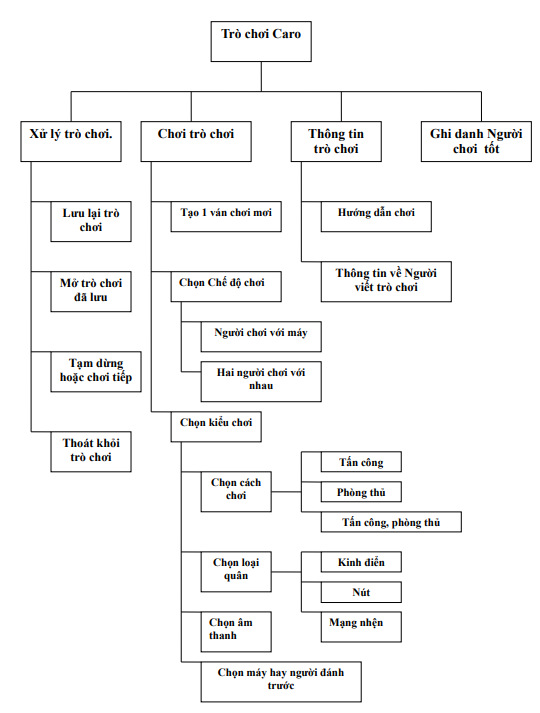 Trò chơi Caro
Xử lý trò chơi.
Chơi trò chơi
Thông tin
trò chơi
Ghi danh Người
chơi tốt
Lưu lại trò
chơi
Mở trò chơi
đã lưu
Tạm dừng
hoặc chơi tiếp
Thoát khỏi
trò chơi
Tạo 1 ván chơi mơi
Chọn Chế độ chơi
Người chơi với máy
Hai người chơi với
nhau
Chọn kiểu chơi
Chọn cách
chơi
Tấn công
Phòng thủ
Tấn công, phòng thủ
Chọn loại
quân
Kinh điển
Nút
Mạng nhện
Chọn âm
thanh
Chọn máy hay người đánh
trước
Hướng dẫn chơi
Thông tin về Người
viết trò chơi